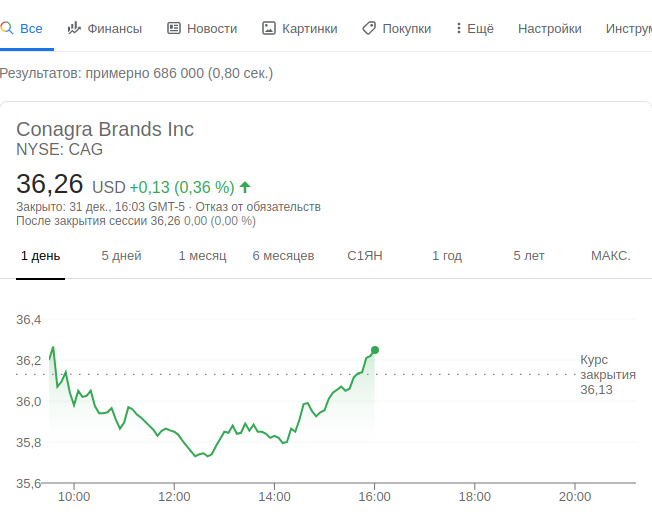 Все Финансы Новости Картинки Покупки Ещё Настройки Инструм
Результатов: примерно 686 000 (0,80 сек.)
Conagra Brands Inc
NYSE: CAG
36,26 USD +0,13 (0,36 %)
Закрыто: 31 дек., 16:03 GMT-5 · Отказ от обязательств
После закрытия сессии 36,26 0,00 (0,00 %)
1 день 5 дней 1 месяц 6 месяцев С1ЯН 1 год 5 лет МАКС.
36,4
36,2
36,0
35,8
35,6
Курс
закрытия
36,13
10:00 12:00 14:00 16:00 18:00 20:00